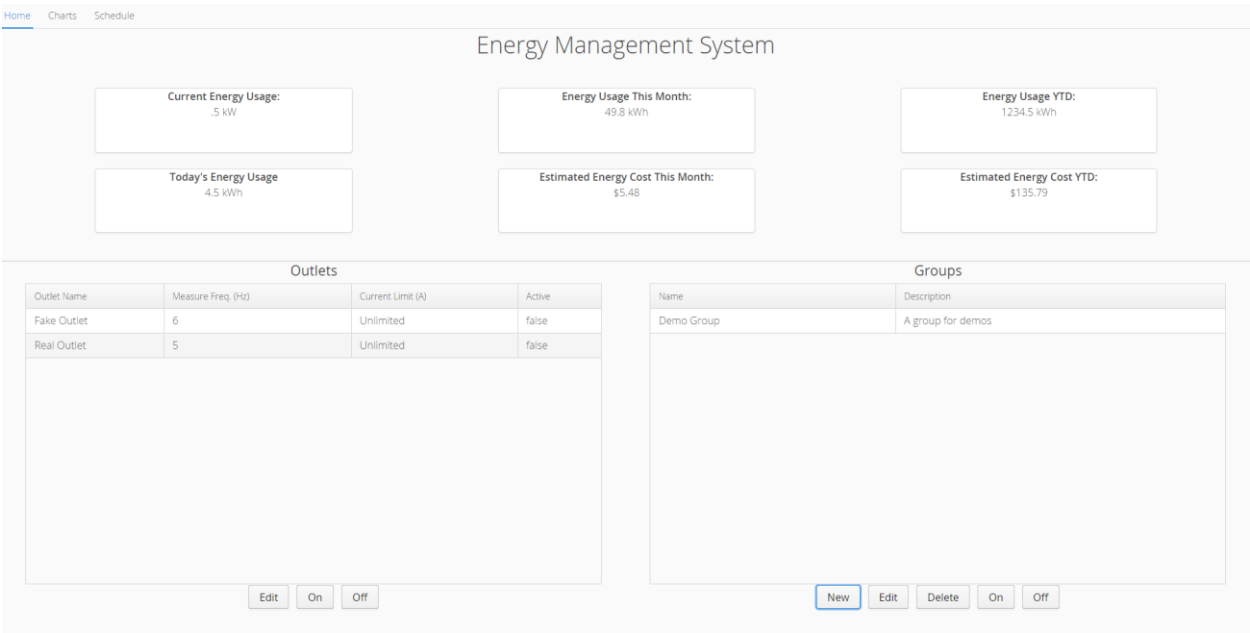 Home Charts Schedule
Energy Management System
Current Energy Usage:
.5 kW
Energy Usage This Month:
49.8 kWh
Energy Usage YTD:
1234.5 kWh
Today's Energy Usage
4.5 kWh
Estimated Energy Cost This Month:
$5.48
Estimated Energy Cost YTD:
$135.79
Outlets
Outlet Name Measure Freq. (Hz) Current Limit (A) Active
Fake Outlet 6 Unlimited false
Real Outlet 5 Unlimited false
Edit On Off
Groups
Name Description
Demo Group A group for demos
New Edit Delete On Off